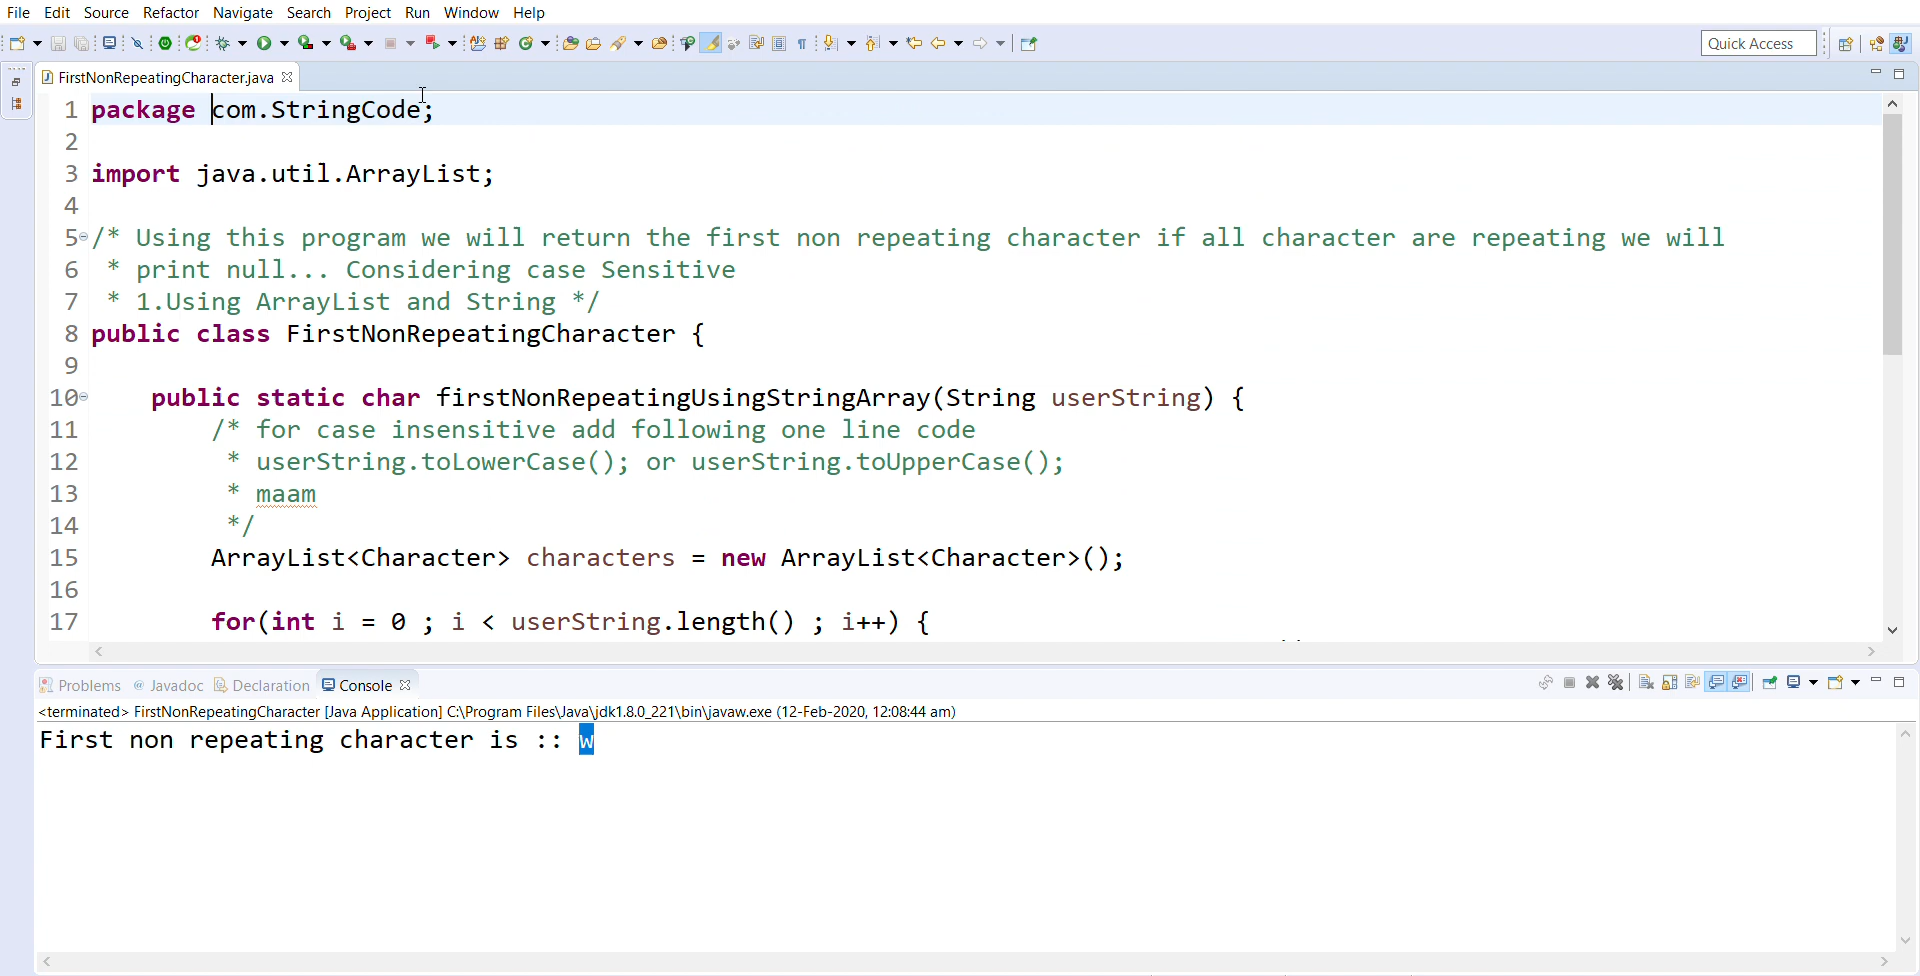 File Edit Source Refactor Navigate Search Project Run Window Help
Quick Access
FirstNonRepeatingCharacter.java
1 package com.StringCode;
2
3 import java.util.ArrayList;
4
5 /* Using this program we will return the first non repeating character if all character are repeating we will
6 * print null... Considering case Sensitive
7 * 1.Using ArrayList and String */
8 public class FirstNonRepeatingCharacter {
9
10 public static char firstNonRepeatingUsingStringArray(String userString) {
11 /* for case insensitive add following one line code
12 * userString.toLowerCase(); or userString.toUpperCase();
13 * maam
14 */
15 ArrayList<Character> characters = new ArrayList<Character>();
16
17 for(int i = 0 ; i < userString.length() ; i++) {
Problems @ Javadoc Declaration Console
<terminated> FirstNonRepeatingCharacter [Java Application] C:\Program Files\Java\jdk1.8.0_221\bin\javaw.exe (12-Feb-2020, 12:08:44 am)
First non repeating character is :: w